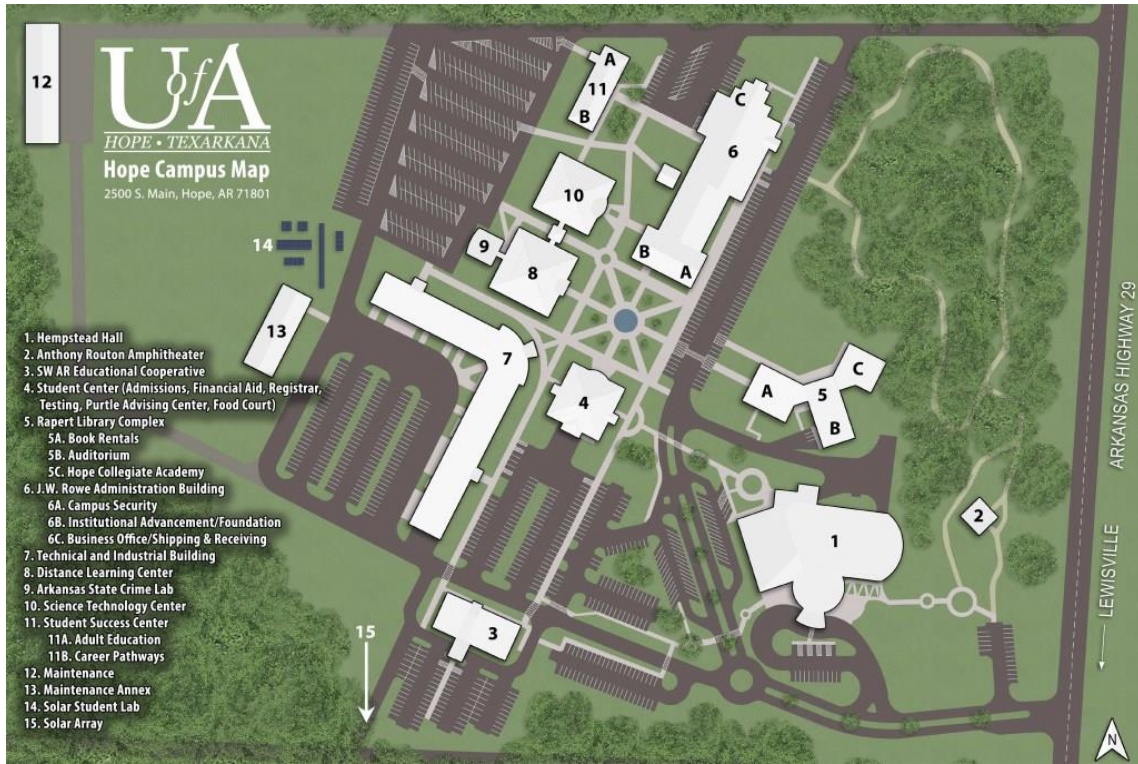 12
UofA
HOPE • TEXARKANA
Hope Campus Map
2500 S. Main, Hope, AR 71801
A
11
B
C
6
10
B
A
9
8
14
13
7
4
A
5
C
B
1
2
3
15
1. Hempstead Hall
2. Anthony Routon Amphitheater
3. SW AR Educational Cooperative
4. Student Center (Admissions, Financial Aid, Registrar,
Testing, Purtle Advising Center, Food Court)
5. Rapert Library Complex
5A. Book Rentals
5B. Auditorium
5C. Hope Collegiate Academy
6. J.W. Rowe Administration Building
6A. Campus Security
6B. Institutional Advancement/Foundation
6C. Business Office/Shipping & Receiving
7. Technical and Industrial Building
8. Distance Learning Center
9. Arkansas State Crime Lab
10. Science Technology Center
11. Student Success Center
11A. Adult Education
11B. Career Pathways
12. Maintenance
13. Maintenance Annex
14. Solar Student Lab
15. Solar Array
ARKANSAS HIGHWAY 29
LEWISVILLE
N